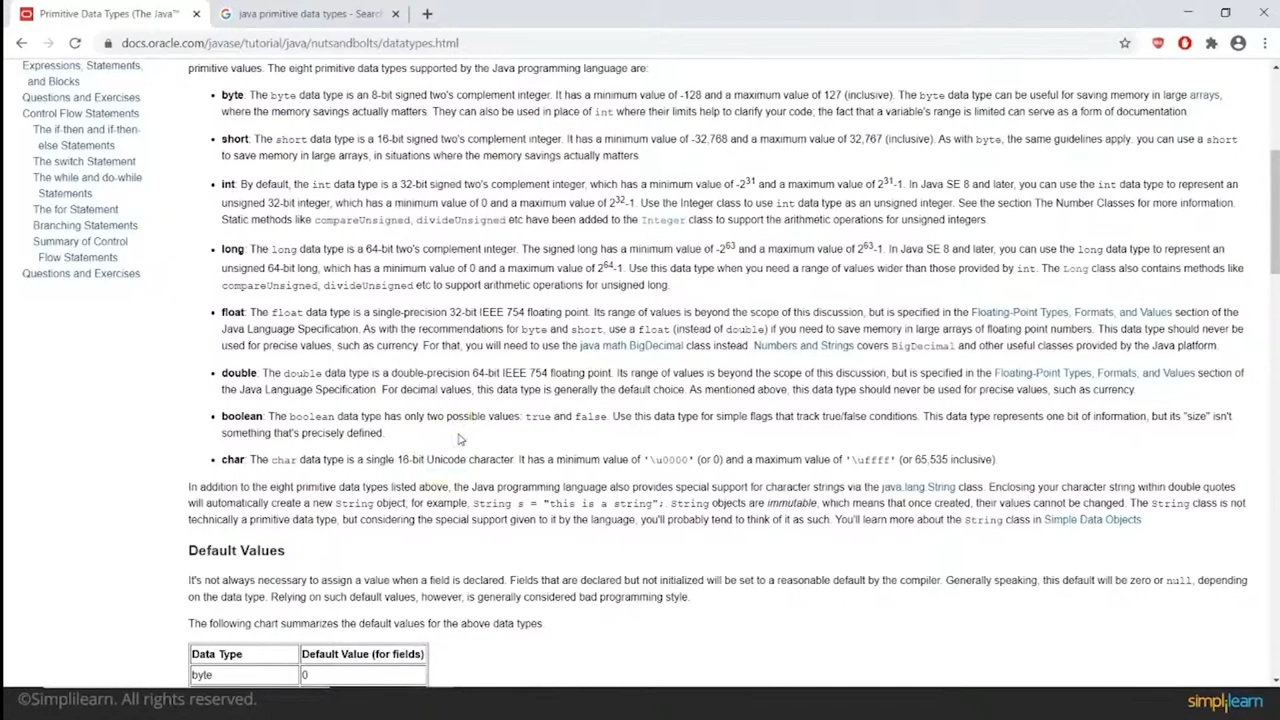 Primitive Data Types (The Java™
java primitive data types - Search
docs.oracle.com/javase/tutorial/java/nutsandbolts/datatypes.html
Expressions, Statements,
and Blocks
Questions and Exercises
Control Flow Statements
The if-then and if-then-
else Statements
The switch Statement
The while and do-while
Statements
The for Statement
Branching Statements
Summary of Control
Flow Statements
Questions and Exercises
primitive values. The eight primitive data types supported by the Java programming language are:
• byte: The byte data type is an 8-bit signed two's complement integer. It has a minimum value of -128 and a maximum value of 127 (inclusive). The byte data type can be useful for saving memory in large arrays,
where the memory savings actually matters. They can also be used in place of int where their limits help to clarify your code; the fact that a variable's range is limited can serve as a form of documentation
• short: The short data type is a 16-bit signed two's complement integer. It has a minimum value of -32,768 and a maximum value of 32,767 (inclusive). As with byte, the same guidelines apply. you can use a short
to save memory in large arrays, in situations where the memory savings actually matters
• int: By default, the int data type is a 32-bit signed two's complement integer, which has a minimum value of -2³¹ and a maximum value of 2³¹-1. In Java SE 8 and later, you can use the int data type to represent an
unsigned 32-bit integer, which has a minimum value of 0 and a maximum value of 2³²-1. Use the Integer class to use int data type as an unsigned integer. See the section The Number Classes for more information.
Static methods like compareUnsigned, divideUnsigned etc have been added to the Integer class to support the arithmetic operations for unsigned integers.
• long: The long data type is a 64-bit two's complement integer. The signed long has a minimum value of -2⁶³ and a maximum value of 2⁶³-1. In Java SE 8 and later, you can use the long data type to represent an
unsigned 64-bit long, which has a minimum value of 0 and a maximum value of 2⁶⁴-1. Use this data type when you need a range of values wider than those provided by int. The Long class also contains methods like
compareUnsigned, divideUnsigned etc to support arithmetic operations for unsigned long.
• float: The float data type is a single-precision 32-bit IEEE 754 floating point. Its range of values is beyond the scope of this discussion, but is specified in the Floating-Point Types, Formats, and Values section of the
Java Language Specification. As with the recommendations for byte and short, use a float (instead of double) if you need to save memory in large arrays of floating point numbers. This data type should never be
used for precise values, such as currency. For that, you will need to use the java.math.BigDecimal class instead. Numbers and Strings covers BigDecimal and other useful classes provided by the Java platform.
• double: The double data type is a double-precision 64-bit IEEE 754 floating point. Its range of values is beyond the scope of this discussion, but is specified in the Floating-Point Types, Formats, and Values section of
the Java Language Specification. For decimal values, this data type is generally the default choice. As mentioned above, this data type should never be used for precise values, such as currency.
• boolean: The boolean data type has only two possible values: true and false. Use this data type for simple flags that track true/false conditions. This data type represents one bit of information, but its "size" isn't
something that's precisely defined.
• char: The char data type is a single 16-bit Unicode character. It has a minimum value of '\u0000' (or 0) and a maximum value of '\uffff' (or 65,535 inclusive).
In addition to the eight primitive data types listed above, the Java programming language also provides special support for character strings via the java.lang.String class. Enclosing your character string within double quotes
will automatically create a new String object, for example, String s = "this is a string";. String objects are immutable, which means that once created, their values cannot be changed. The String class is not
technically a primitive data type, but considering the special support given to it by the language, you'll probably tend to think of it as such. You'll learn more about the String class in Simple Data Objects
Default Values
It's not always necessary to assign a value when a field is declared. Fields that are declared but not initialized will be set to a reasonable default by the compiler. Generally speaking, this default will be zero or null, depending
on the data type. Relying on such default values, however, is generally considered bad programming style.
The following chart summarizes the default values for the above data types
Data Type Default Value (for fields)
byte 0
©Simplilearn. All rights reserved.
simplilearn